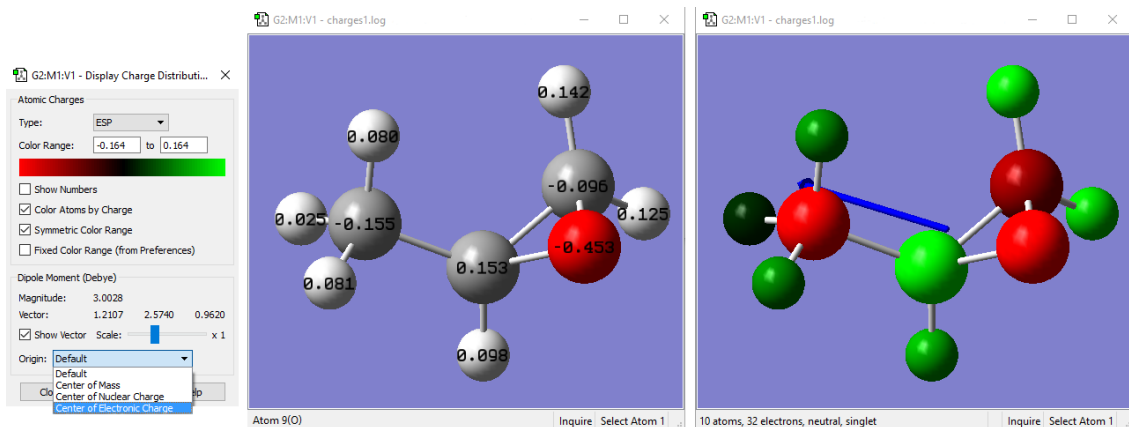 G2:M1:V1 - Display Charge Distributi...
Atomic Charges
Type: ESP
Color Range: -0.164 to 0.164
Show Numbers
Color Atoms by Charge
Symmetric Color Range
Fixed Color Range (from Preferences)
Dipole Moment (Debye)
Magnitude: 3.0028
Vector: 1.2107 2.5740 0.9620
Show Vector Scale: x 1
Origin: Default
Default
Center of Mass
Center of Nuclear Charge
Center of Electronic Charge
Clo
lp
G2:M1:V1 - charges1.log
0.142
0.080
-0.096
0.025 -0.155 0.125
-0.453
0.153
0.081
0.098
Atom 9(O) Inquire Select Atom 1
G2:M1:V1 - charges1.log
10 atoms, 32 electrons, neutral, singlet Inquire Select Atom 1